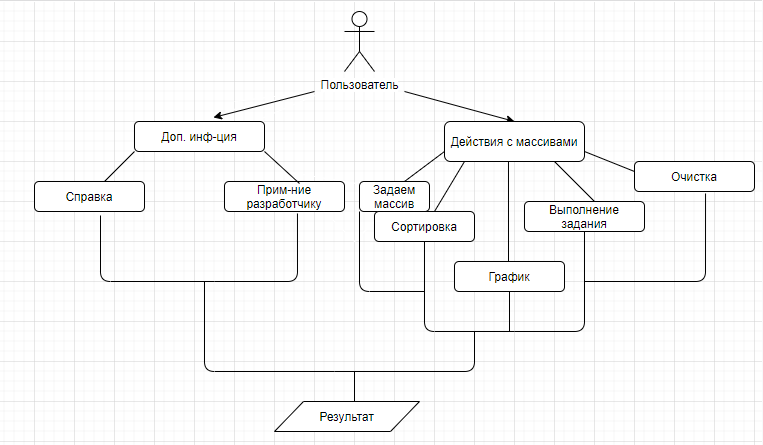 Пользователь
Доп. инф-ция
Действия с массивами
Справка
Прим-ние
разработчику
Задаем
массив
Сортировка
График
Выполнение
задания
Очистка
Результат